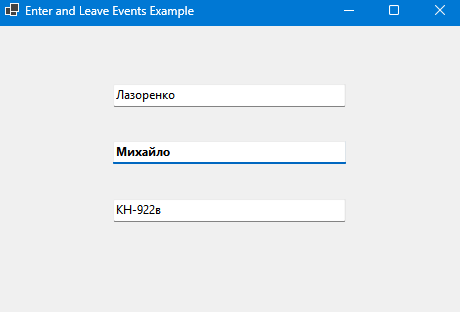 Enter and Leave Events Example
Лазоренко
Михайло
КН-922в